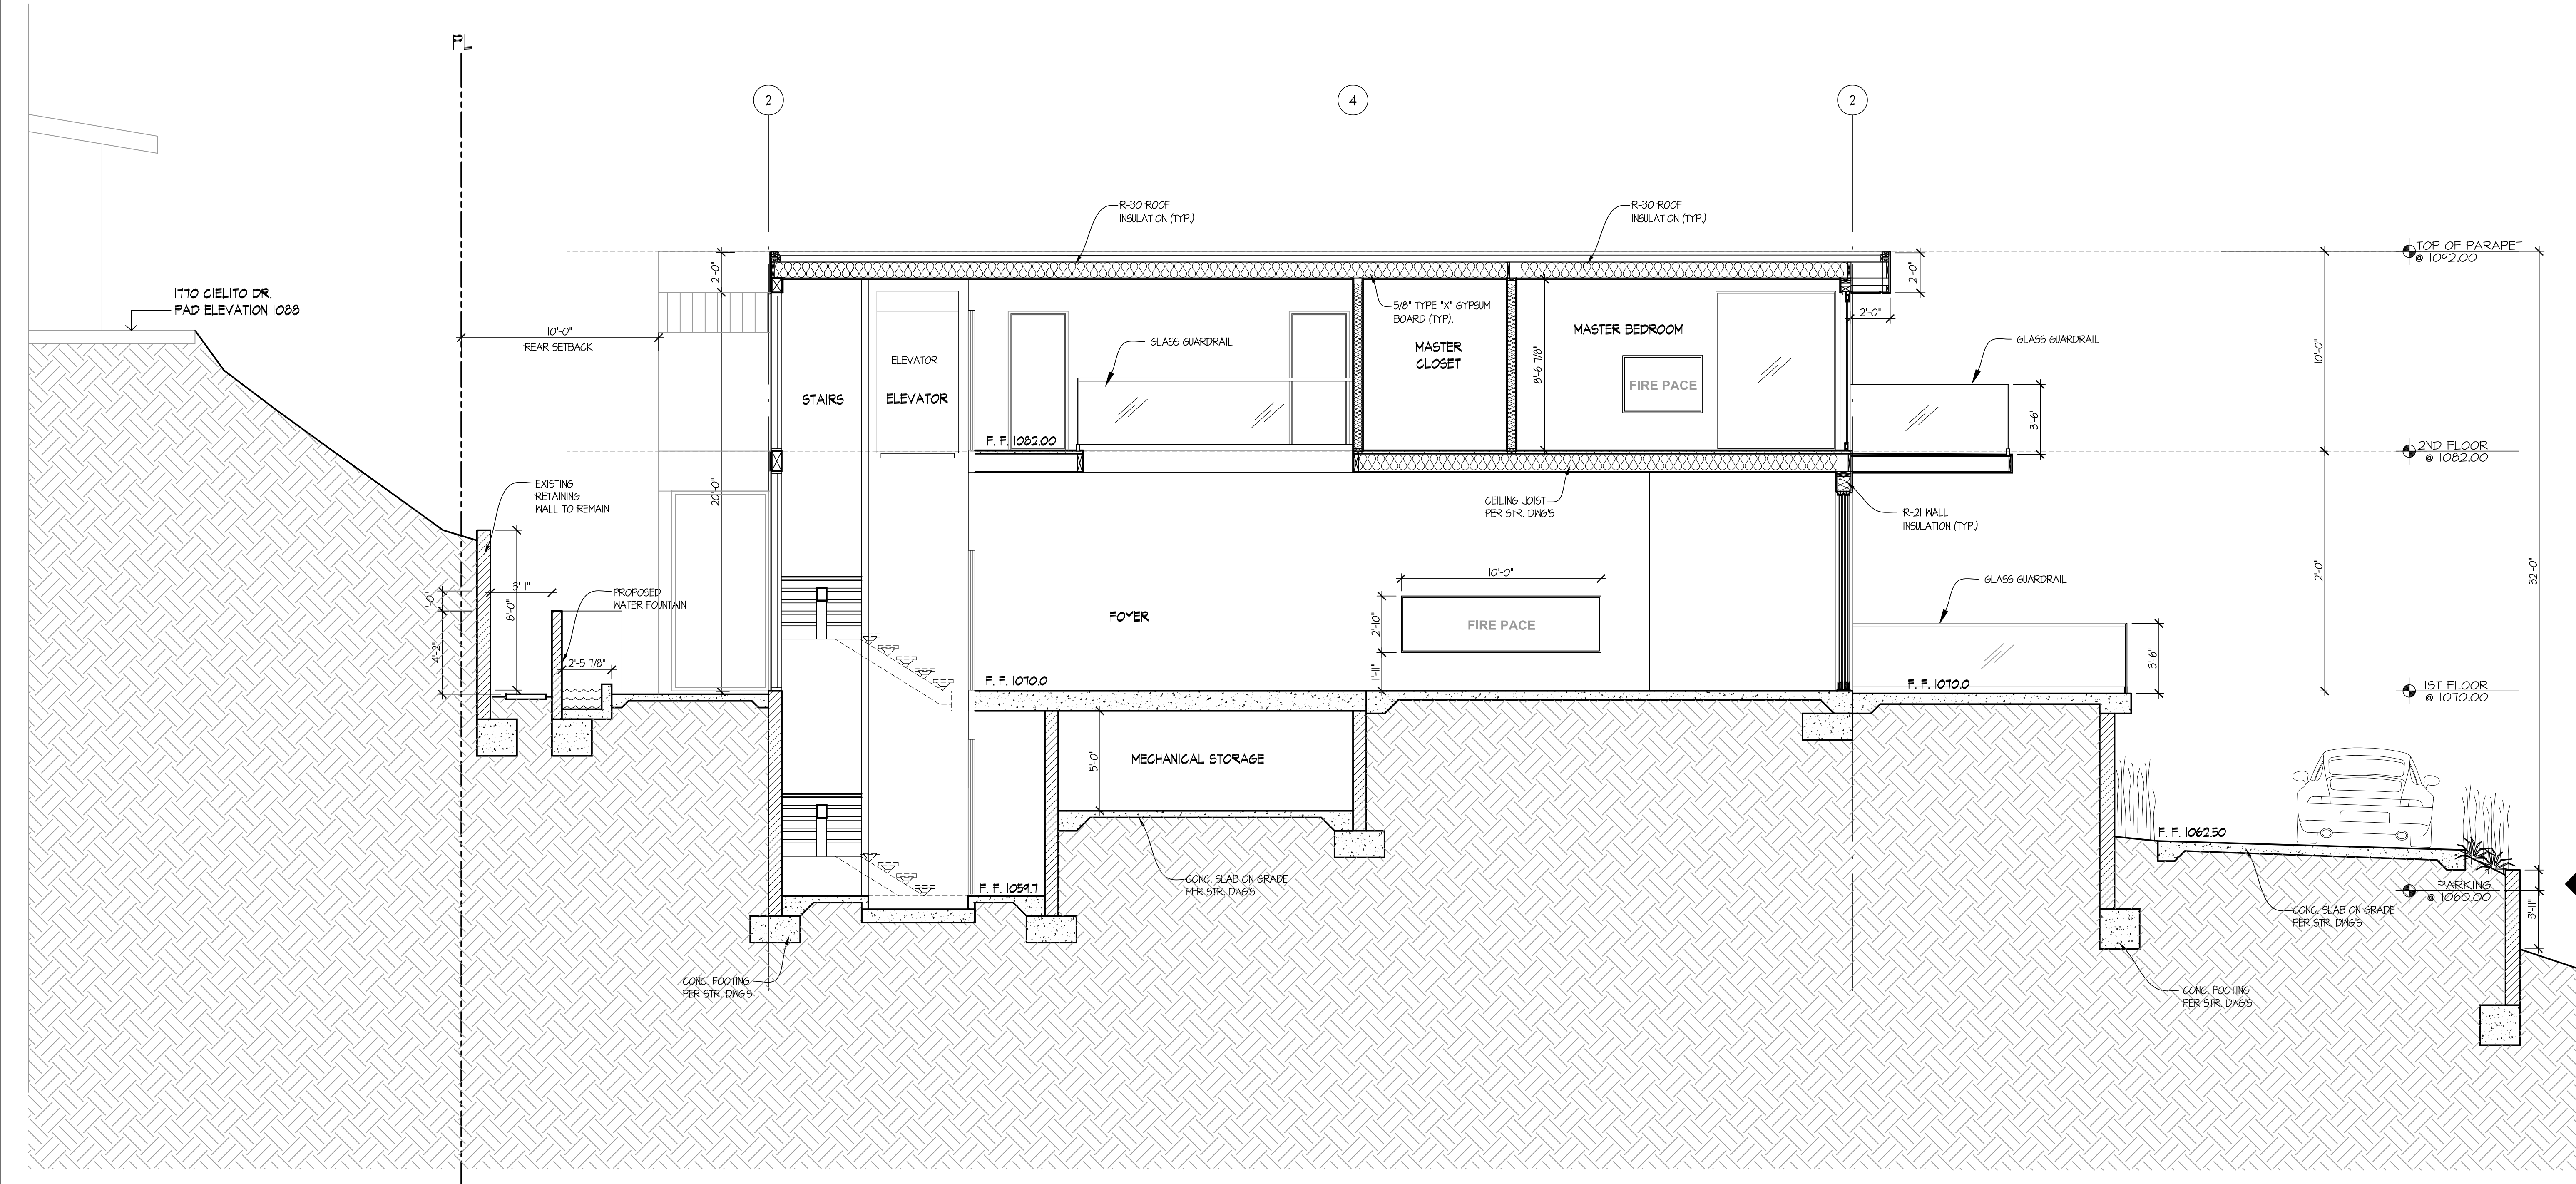 PL
2
4
2
R-30 ROOF
INSULATION (TYP.)
R-30 ROOF
INSULATION (TYP.)
TOP OF PARAPET
@ 1092.00
1770 CIELITO DR.
PAD ELEVATION 1088
2'-0"
2'-0"
2'-0"
5/8" TYPE "X" GYPSUM
BOARD (TYP).
10'-0"
REAR SETBACK
GLASS GUARDRAIL
MASTER
CLOSET
MASTER BEDROOM
8'-6 7/8"
FIRE PACE
GLASS GUARDRAIL
10'-0"
ELEVATOR
STAIRS
ELEVATOR
3'-6"
F. F. 1082.00
2ND FLOOR
@ 1082.00
EXISTING
RETAINING
WALL TO REMAIN
20'-0"
CEILING JOIST
PER STR. DWG'S
R-21 WALL
INSULATION (TYP.)
12'-0"
32'-0"
3'-1"
1'-0"
8'-0"
4'-2"
PROPOSED
WATER FOUNTAIN
2'-5 7/8"
FOYER
10'-0"
2'-10"
FIRE PACE
1'-11"
GLASS GUARDRAIL
3'-6"
F. F. 1070.0
F. F. 1070.0
1ST FLOOR
@ 1070.00
5'-0"
MECHANICAL STORAGE
F. F. 1062.50
CONC. SLAB ON GRADE
PER STR. DWG'S
F. F. 1059.7
PARKING
@ 1060.00
3'-11"
CONC. SLAB ON GRADE
PER STR. DWG'S
CONC. FOOTING
PER STR. DWG'S
CONC. FOOTING
PER STR. DWG'S